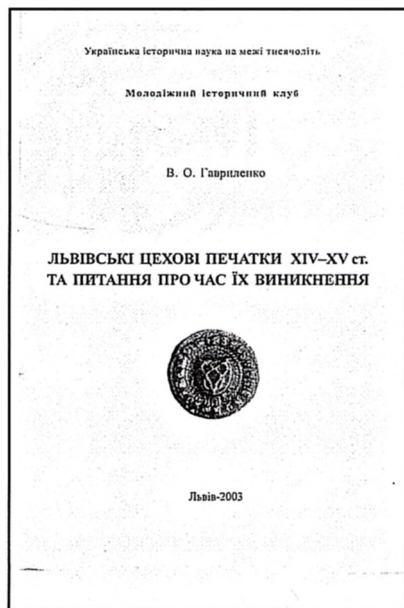 Українська історична наука на межі тисячоліть
Молодіжний історичний клуб
В. О. Гавриленко
ЛЬВІВСЬКІ ЦЕХОВІ ПЕЧАТКИ XIV–XV ст.
ТА ПИТАННЯ ПРО ЧАС ЇХ ВИНИКНЕННЯ
Львів-2003